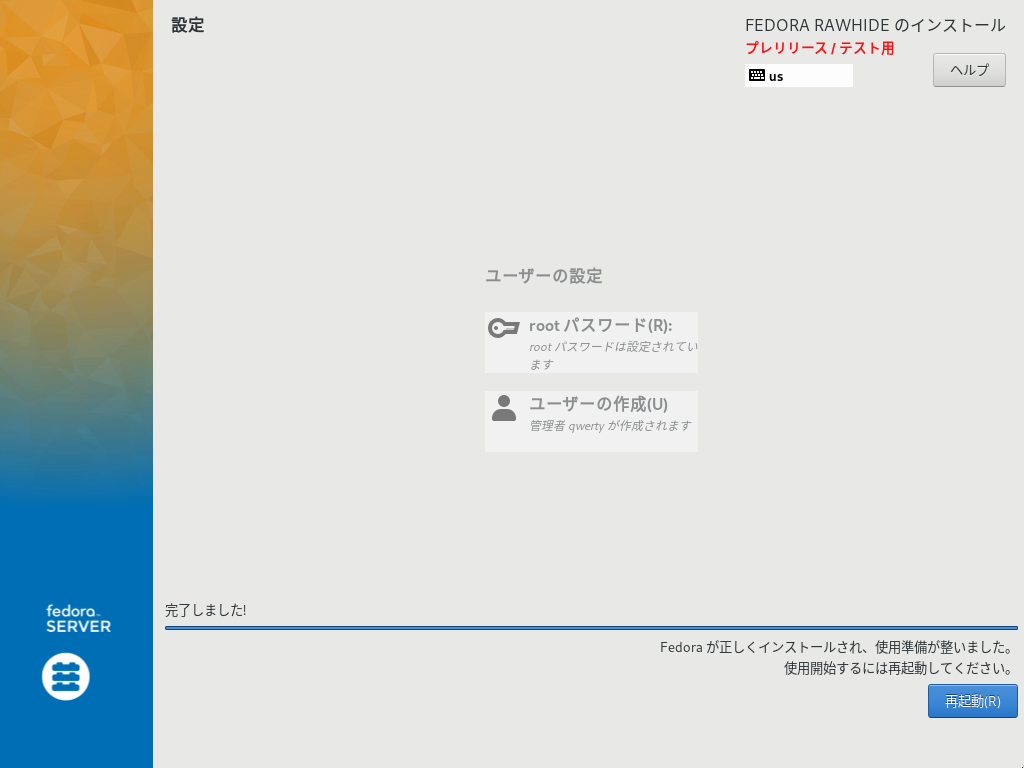 設定
FEDORA RAWHIDE のインストール
プレリリース / テスト用
us
ヘルプ
ユーザーの設定
root パスワード(R):
root パスワードは設定されてい
ます
ユーザーの作成(U)
管理者 qwerty が作成されます
fedora™
SERVER
完了しました!
Fedora が正しくインストールされ、使用準備が整いました。
使用開始するには再起動してください。
再起動(R)